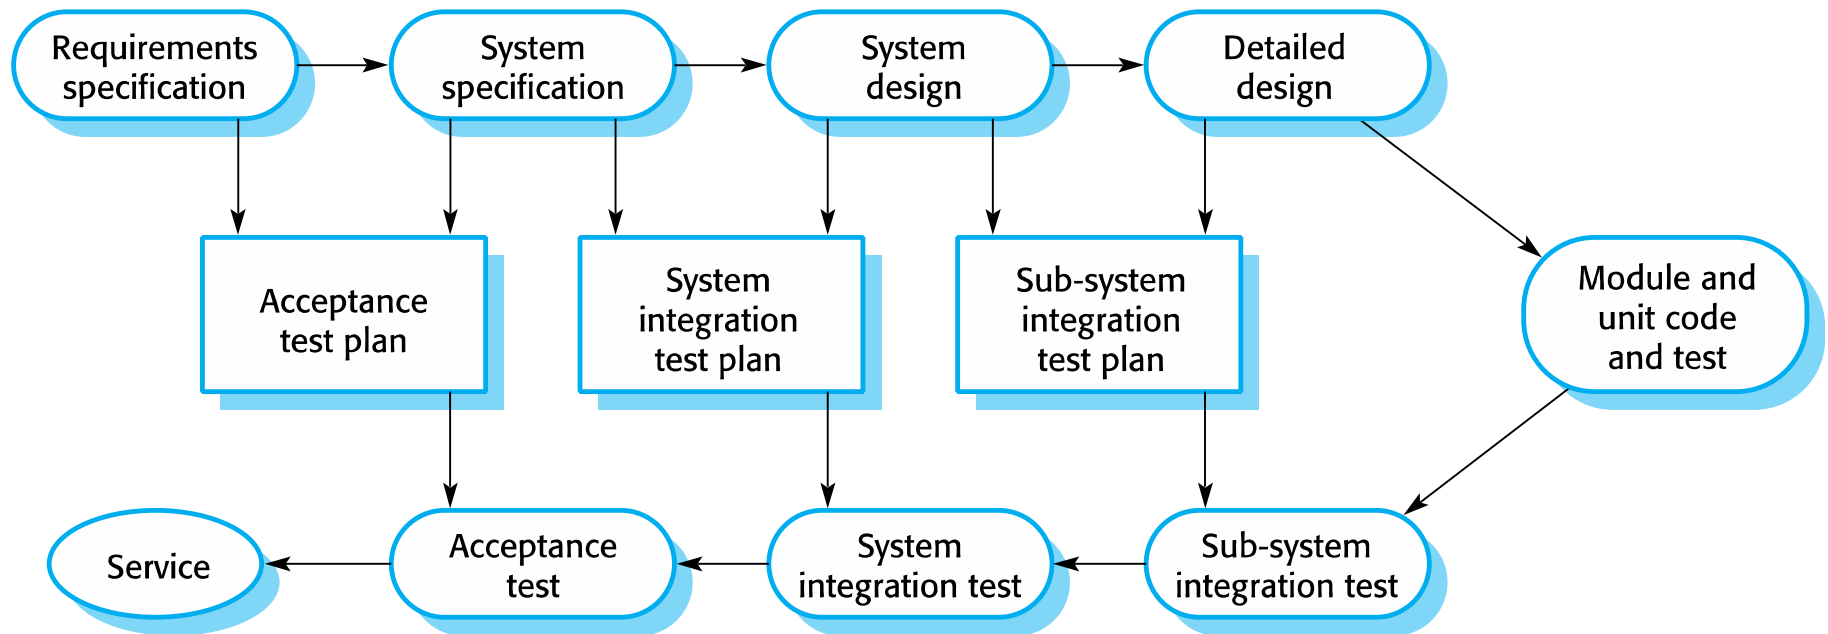 Requirements
specification
System
specification
System
design
Detailed
design
Acceptance
test plan
System
integration
test plan
Sub-system
integration
test plan
Module and
unit code
and test
Service
Acceptance
test
System
integration test
Sub-system
integration test